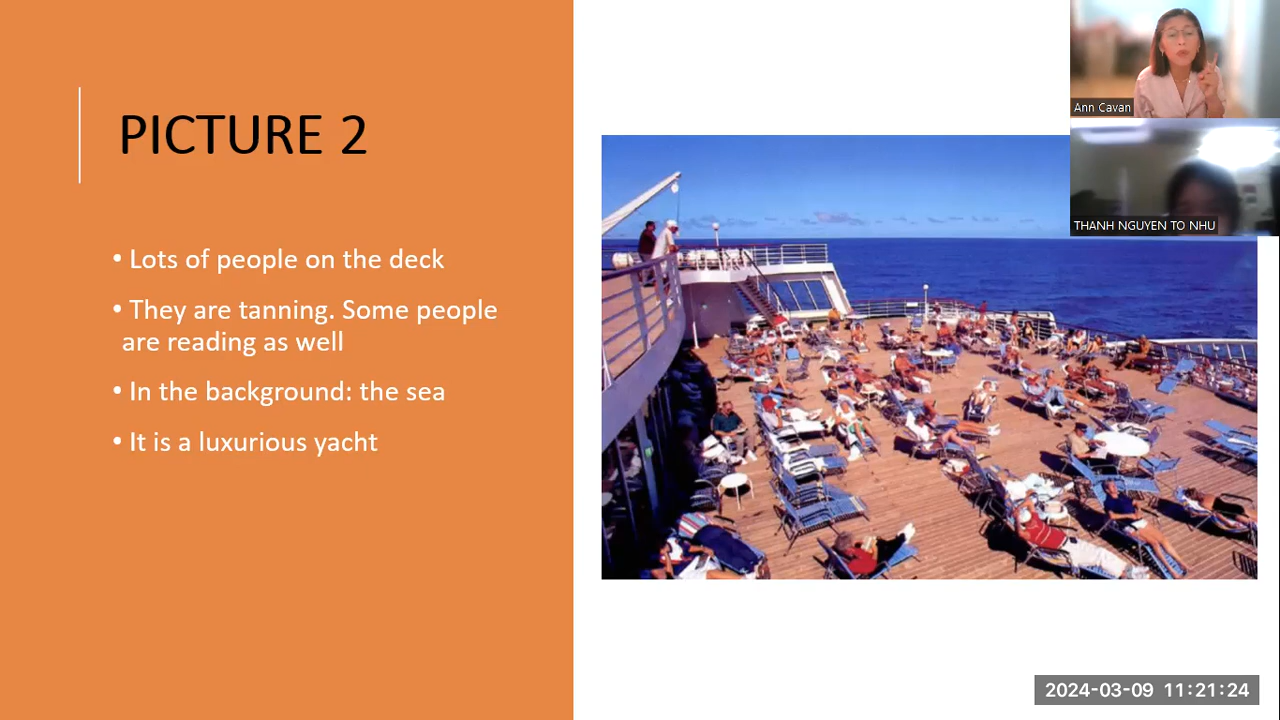 PICTURE 2
• Lots of people on the deck
• They are tanning. Some people
are reading as well
• In the background: the sea
• It is a luxurious yacht
Ann Cavan
THANH NGUYEN TO NHU
2024-03-09 11:21:24